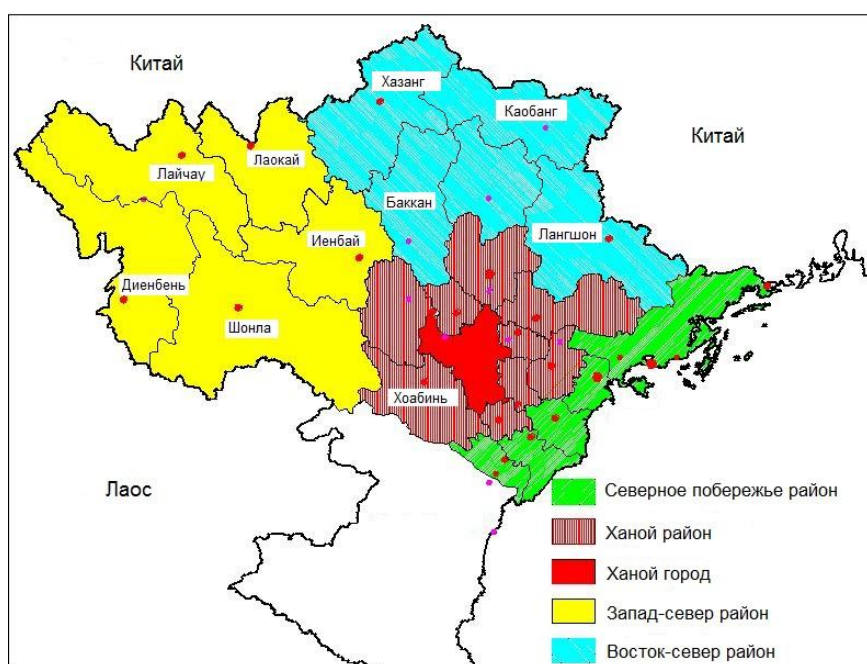 Китай
Хазанг
Каобанг
Китай
Лаокай
Лайчау
Баккан
Лангшон
Иенбай
Диенбень
Шонла
Хоабинь
Лаос
Северное побережье район
Ханой район
Ханой город
Запад-север район
Восток-север район